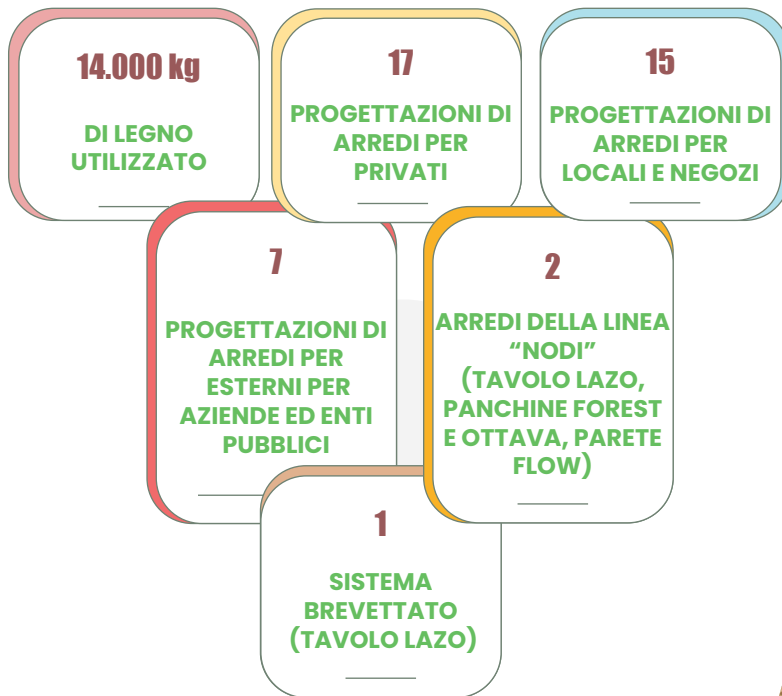 14.000 kg
DI LEGNO
UTILIZZATO
17
PROGETTAZIONI DI
ARREDI PER
PRIVATI
15
PROGETTAZIONI DI
ARREDI PER
LOCALI E NEGOZI
7
PROGETTAZIONI DI
ARREDI PER
ESTERNI PER
AZIENDE ED ENTI
PUBBLICI
2
ARREDI DELLA LINEA
“NODI”
(TAVOLO LAZO,
PANCHINE FOREST
E OTTAVA, PARETE
FLOW)
1
SISTEMA
BREVETTATO
(TAVOLO LAZO)